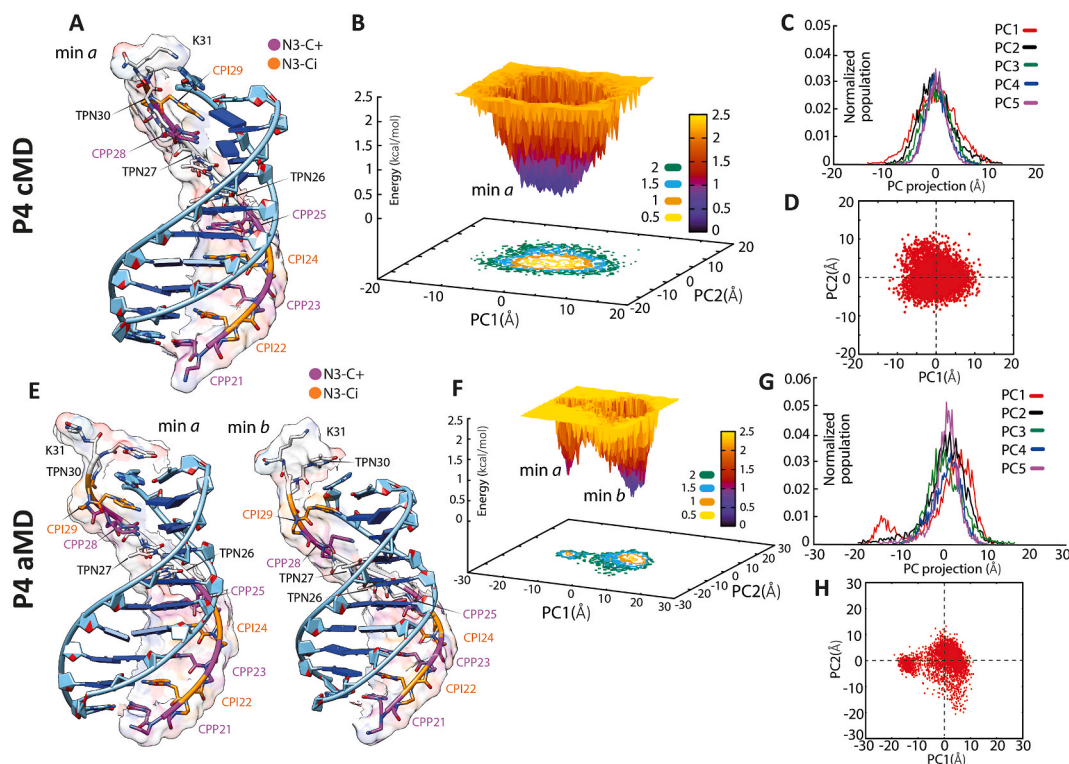 P4 cMD
A
min a
K31
N3-C+
N3-Ci
CPI29
TPN30
CPP28
TPN27
TPN26
CPP25
CPI24
CPP23
CPI22
CPP21
B
Energy (kcal/mol)
2.5
2
1.5
1
0.5
0
min a
2
1.5
1
0.5
2.5
2
1.5
1
0.5
0
-20
-10
0
10
20
PC1(Å)
-10
0
10
20
PC2(Å)
C
Normalized
population
0.05
0.04
0.03
0.02
0.01
0
PC1
PC2
PC3
PC4
PC5
-20
-10
0
10
20
PC projection (Å)
D
PC2(Å)
20
10
0
-10
-20
-20
-10
0
10
20
PC1(Å)
P4 aMD
E
N3-C+
N3-Ci
min a
K31
TPN30
CPI29
CPP28
TPN27
TPN26
CPP25
CPI24
CPP23
CPI22
CPP21
min b
K31
TPN30
CPI29
CPP28
TPN27
TPN26
CPP25
CPI24
CPP23
CPI22
CPP21
F
Energy (kcal/mol)
2.5
2
1.5
1
0.5
0
min a
min b
2
1.5
1
0.5
2.5
2
1.5
1
0.5
0
-30
-20
-10
0
10
20
-30
PC1(Å)
-20
-10
0
10
20
30
PC2(Å)
G
Normalized
population
0.06
0.05
0.04
0.03
0.02
0.01
0
PC1
PC2
PC3
PC4
PC5
-30
-20
-10
0
10
20
30
PC projection (Å)
H
PC2(Å)
30
20
10
0
-10
-20
-30
-30
-20
-10
0
10
20
30
PC1(Å)